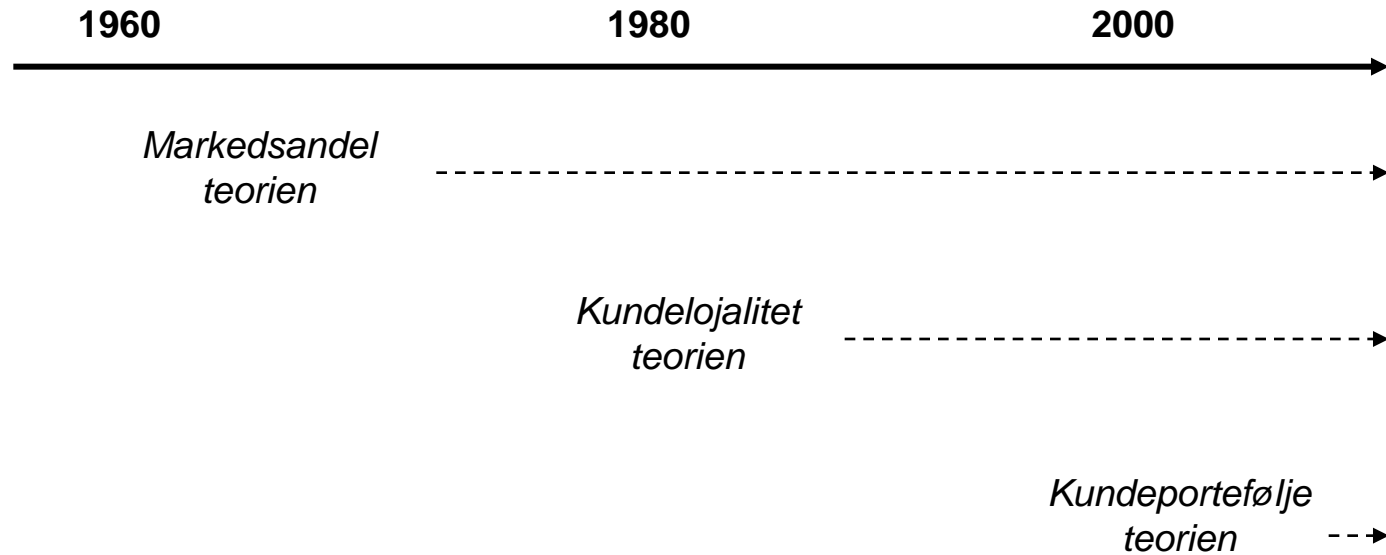 1960 1980 2000
Markedsandel
teorien
Kundelojalitet
teorien
Kundeportefølje
teorien